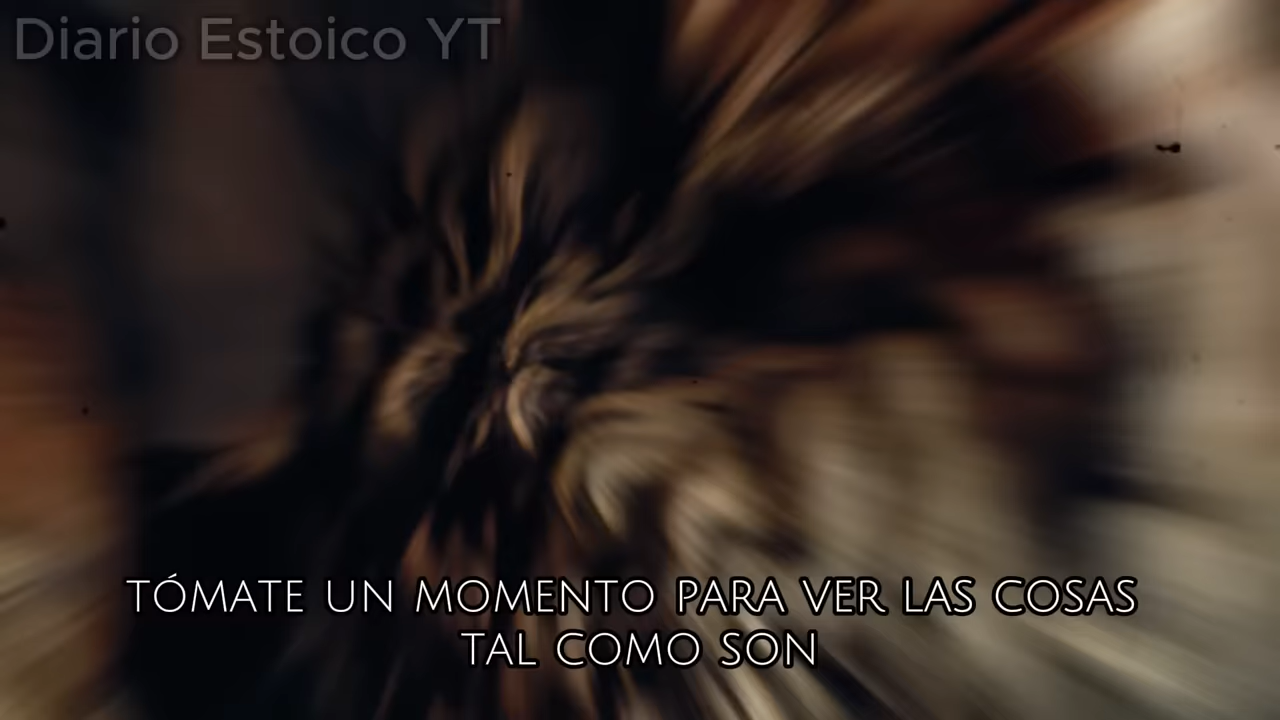 Diario Estoico YT
TÓMATE UN MOMENTO PARA VER LAS COSAS
TAL COMO SON